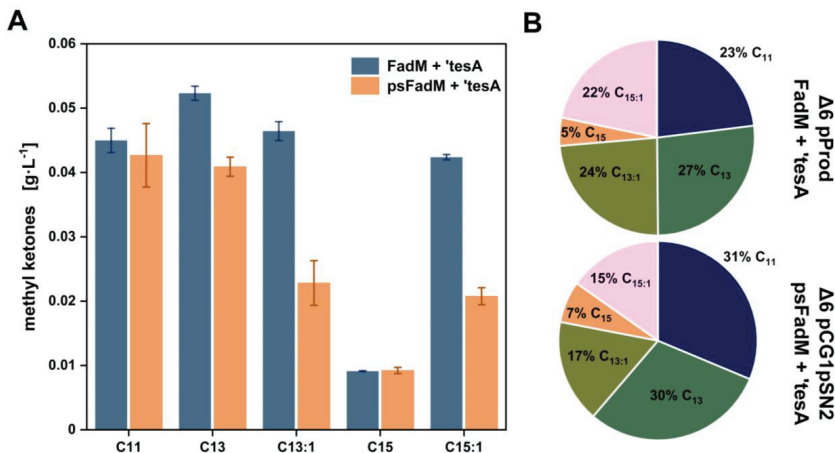 A
B
0.06
0.05
0.04
0.03
0.02
0.01
0
methyl ketones [g·L⁻¹]
FadM + 'tesA
psFadM + 'tesA
C11
C13
C13:1
C15
C15:1
23% C₁₁
22% C₁₅:₁
5% C₁₅
24% C₁₃:₁
27% C₁₃
Δ6 pProd
FadM + 'tesA
31% C₁₁
15% C₁₅:₁
7% C₁₅
17% C₁₃:₁
30% C₁₃
Δ6 pCG1pSN2
psFadM + 'tesA